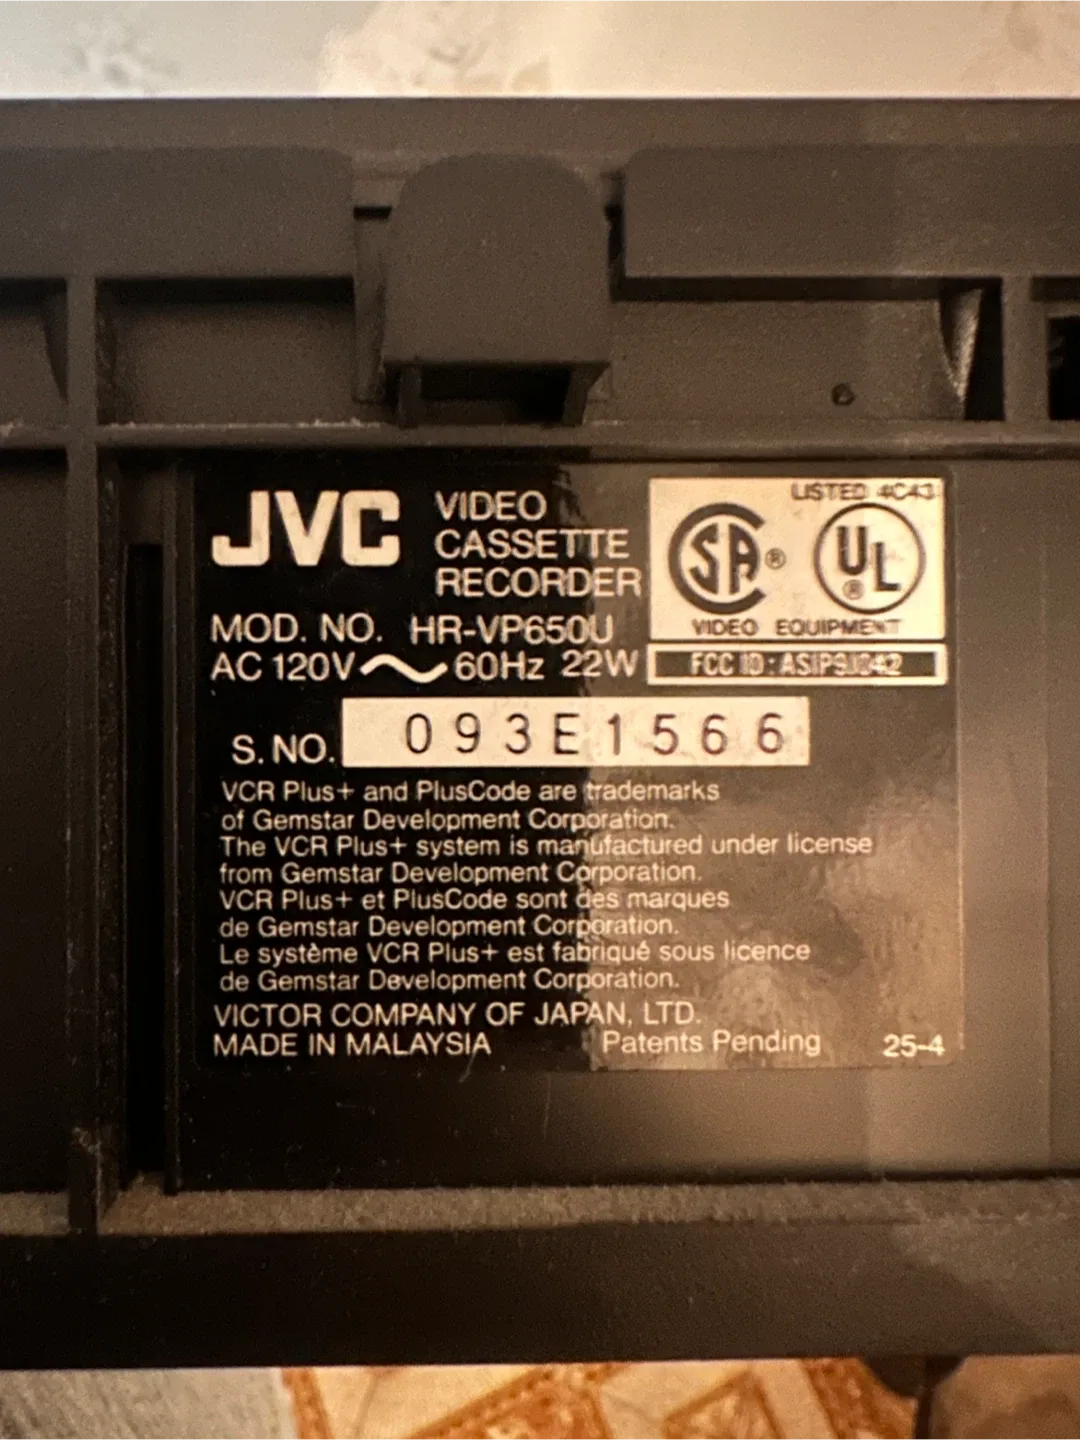 JVC VIDEO CASSETTE RECORDER
LISTED 4C43
SA ® UL ®
VIDEO EQUIPMENT
MOD. NO. HR-VP650U
AC 120V 60Hz 22W
FCC ID:
S. NO. 093E1566
VCR Plus+ and PlusCode are trademarks
of Gemstar Development Corporation.
The VCR Plus+ system is manufactured under license
from Gemstar Development Corporation.
VCR Plus+ et PlusCode sont des marques
de Gemstar Development Corporation.
Le système VCR Plus+ est fabriqué sous licence
de Gemstar Development Corporation.
VICTOR COMPANY OF JAPAN, LTD.
MADE IN MALAYSIA Patents Pending 25-4